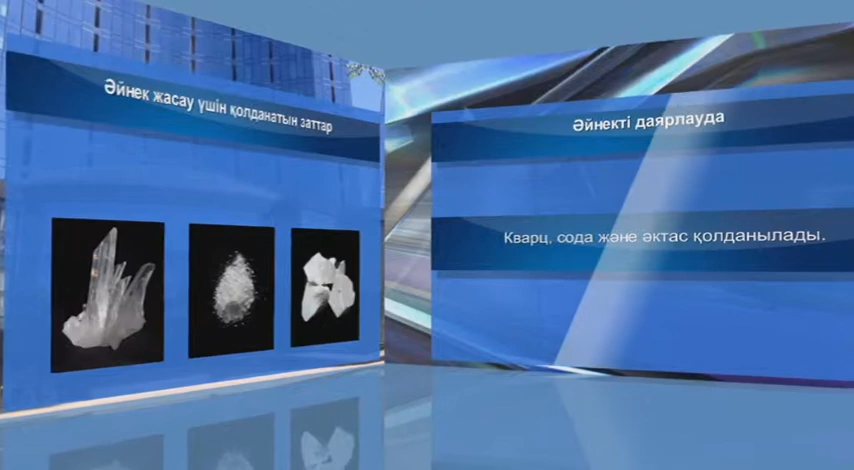 Әйнек жасау үшін қолданатын заттар
Әйнекті даярлауда
Кварц, сода және әктас қолданылады.